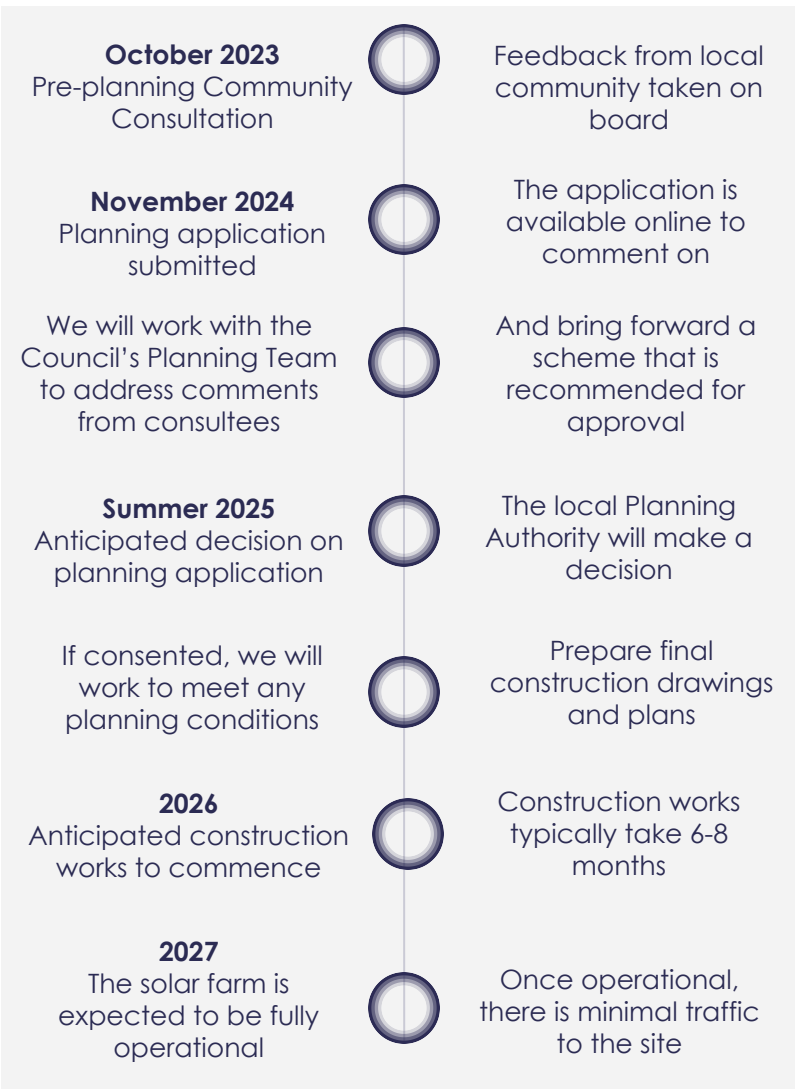 October 2023
Pre-planning Community
Consultation
Feedback from local
community taken on
board
November 2024
Planning application
submitted
The application is
available online to
comment on
We will work with the
Council's Planning Team
to address comments
from consultees
And bring forward a
scheme that is
recommended for
approval
Summer 2025
Anticipated decision on
planning application
The local Planning
Authority will make a
decision
If consented, we will
work to meet any
planning conditions
Prepare final
construction drawings
and plans
2026
Anticipated construction
works to commence
Construction works
typically take 6-8
months
2027
The solar farm is
expected to be fully
operational
Once operational,
there is minimal traffic
to the site